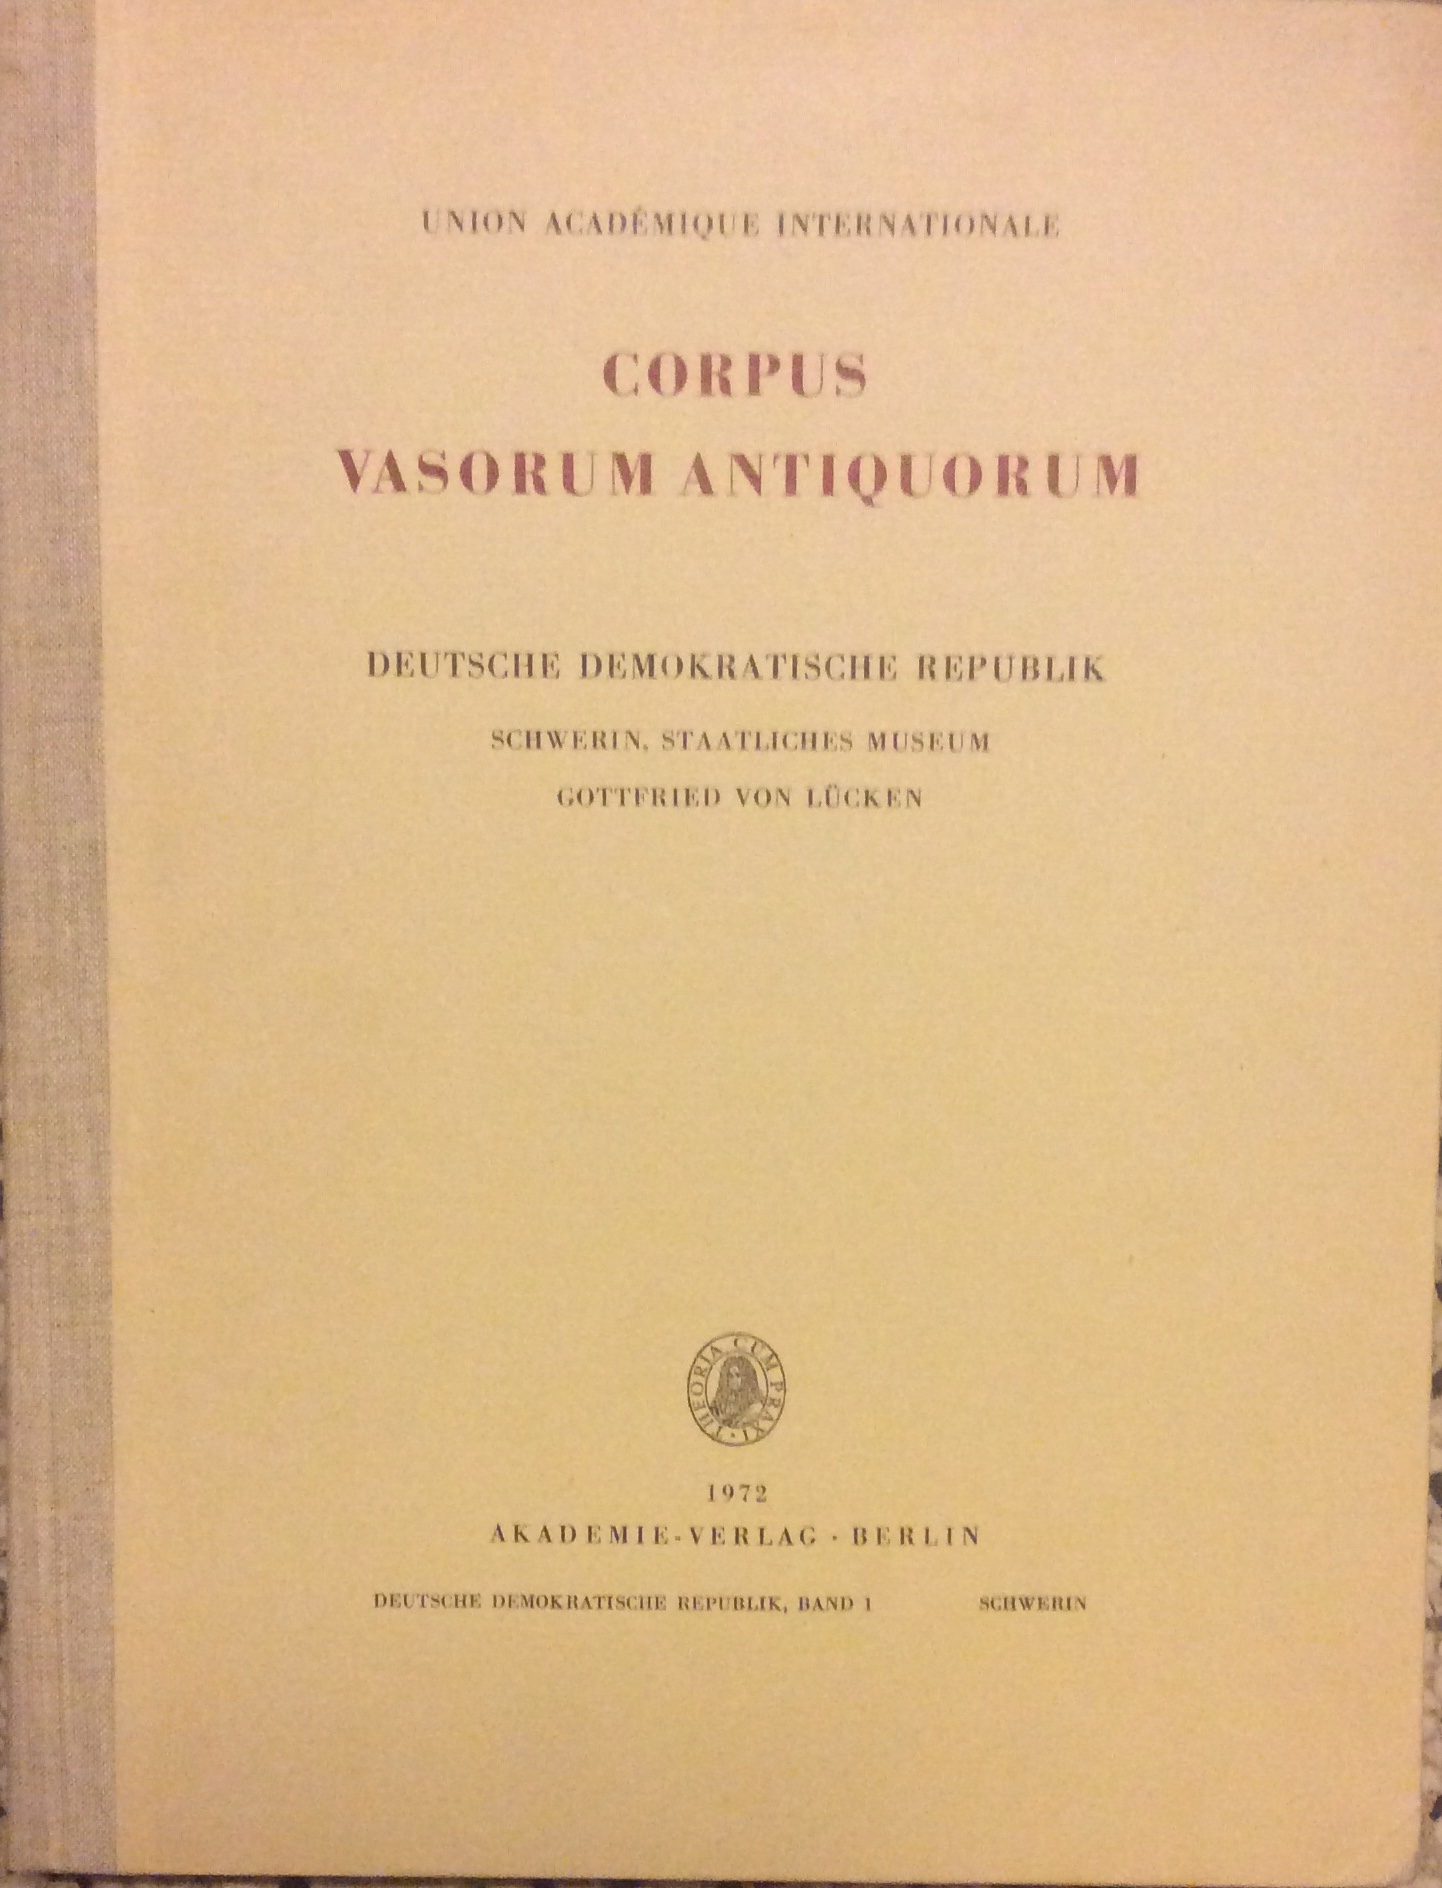 UNION ACADÉMIQUE INTERNATIONALE
CORPUS
VASORUM ANTIQUORUM
DEUTSCHE DEMOKRATISCHE REPUBLIK
SCHWERIN, STAATLICHES MUSEUM
GOTTFRIED VON LÜCKEN
THEORIA CUM PRAXI ·
1972
AKADEMIE-VERLAG · BERLIN
DEUTSCHE DEMOKRATISCHE REPUBLIK, BAND 1 SCHWERIN